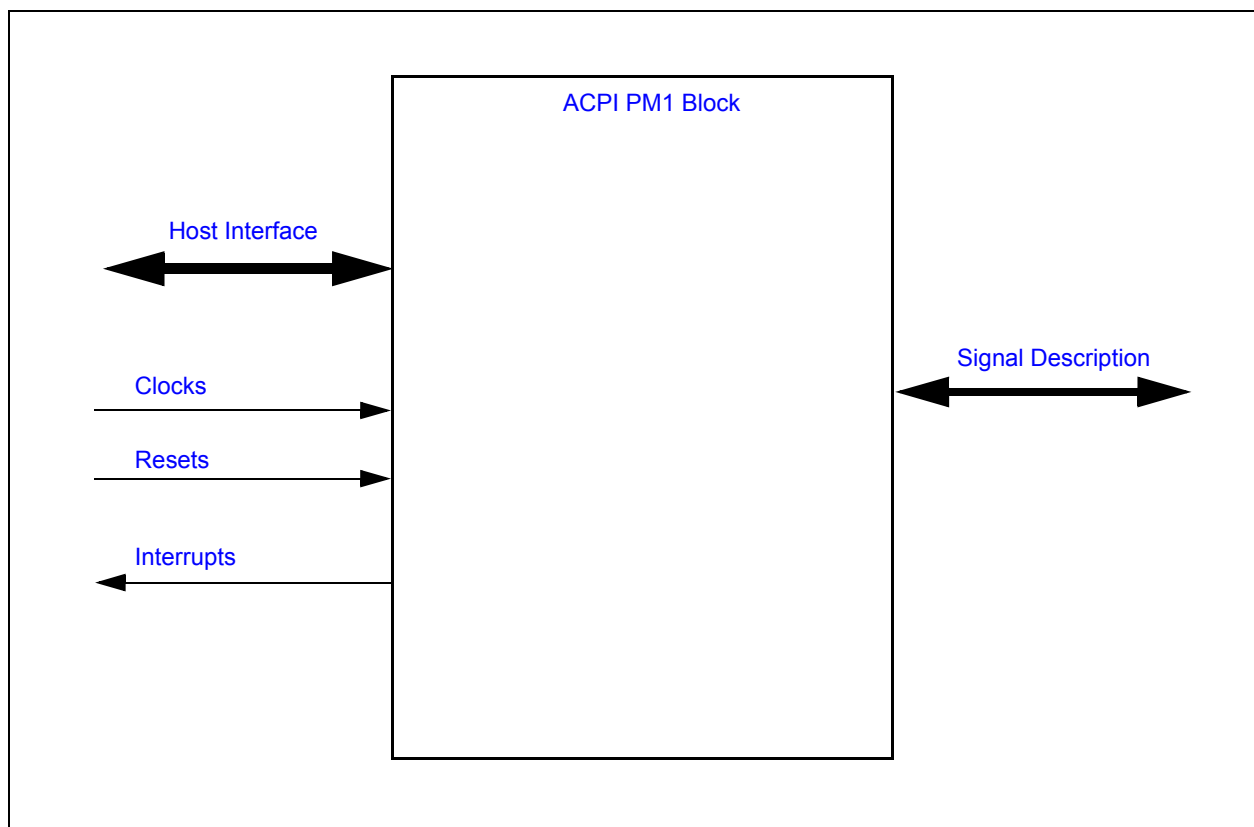 ACPI PM1 Block
Host Interface
Signal Description
Clocks
Resets
Interrupts